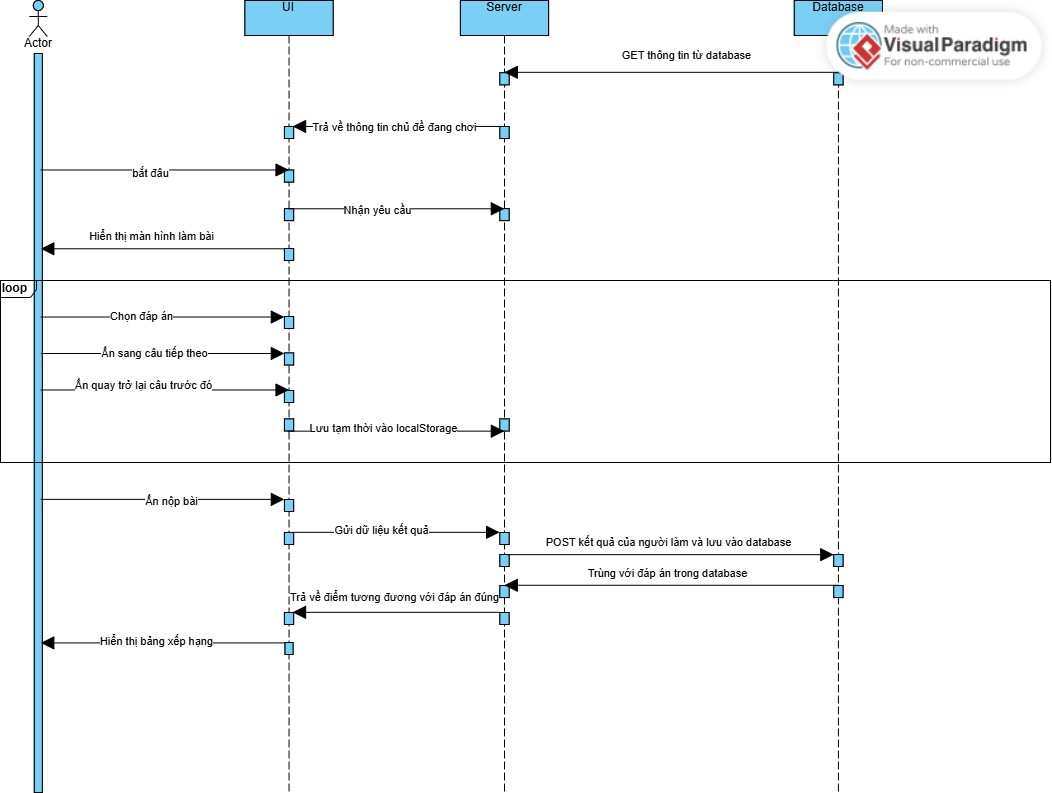 Actor
UI
Server
Database
Made with
VisualParadigm
For non-commercial use
GET thông tin từ database
Trả về thông tin chủ đề đang chơi
bắt đâu
Nhận yêu cầu
Hiển thị màn hình làm bài
loop
Chọn đáp án
Ấn sang câu tiếp theo
Ấn quay trở lại câu trước đó
Lưu tạm thời vào localStorage
Ấn nộp bài
Gửi dữ liệu kết quả
POST kết quả của người làm và lưu vào database
Trùng với đáp án trong database
Trả về điểm tương đương với đáp án đúng
Hiển thị bảng xếp hạng